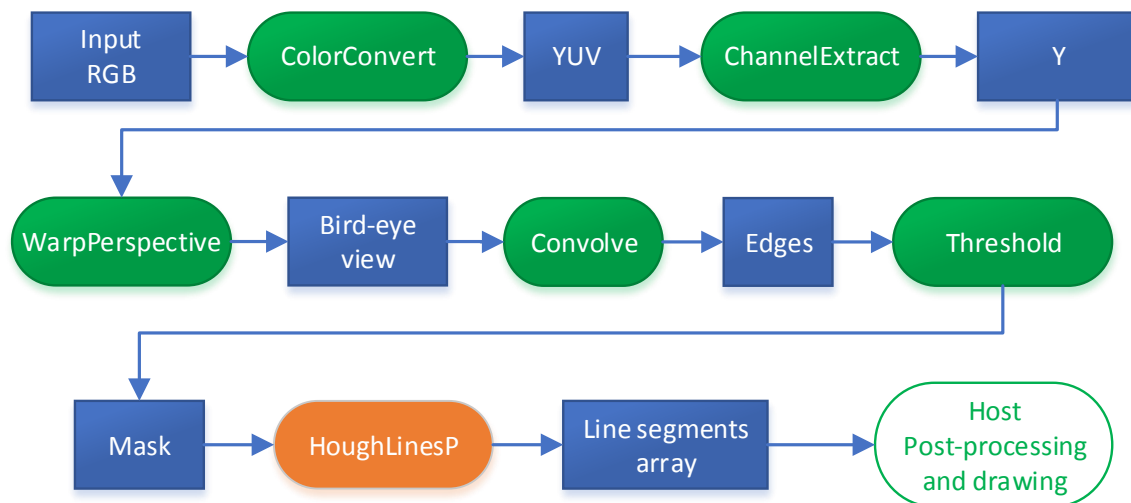 Input
RGB
ColorConvert
YUV
ChannelExtract
Y
WarpPerspective
Bird-eye
view
Convolve
Edges
Threshold
Mask
HoughLinesP
Line segments
array
Host
Post-processing
and drawing